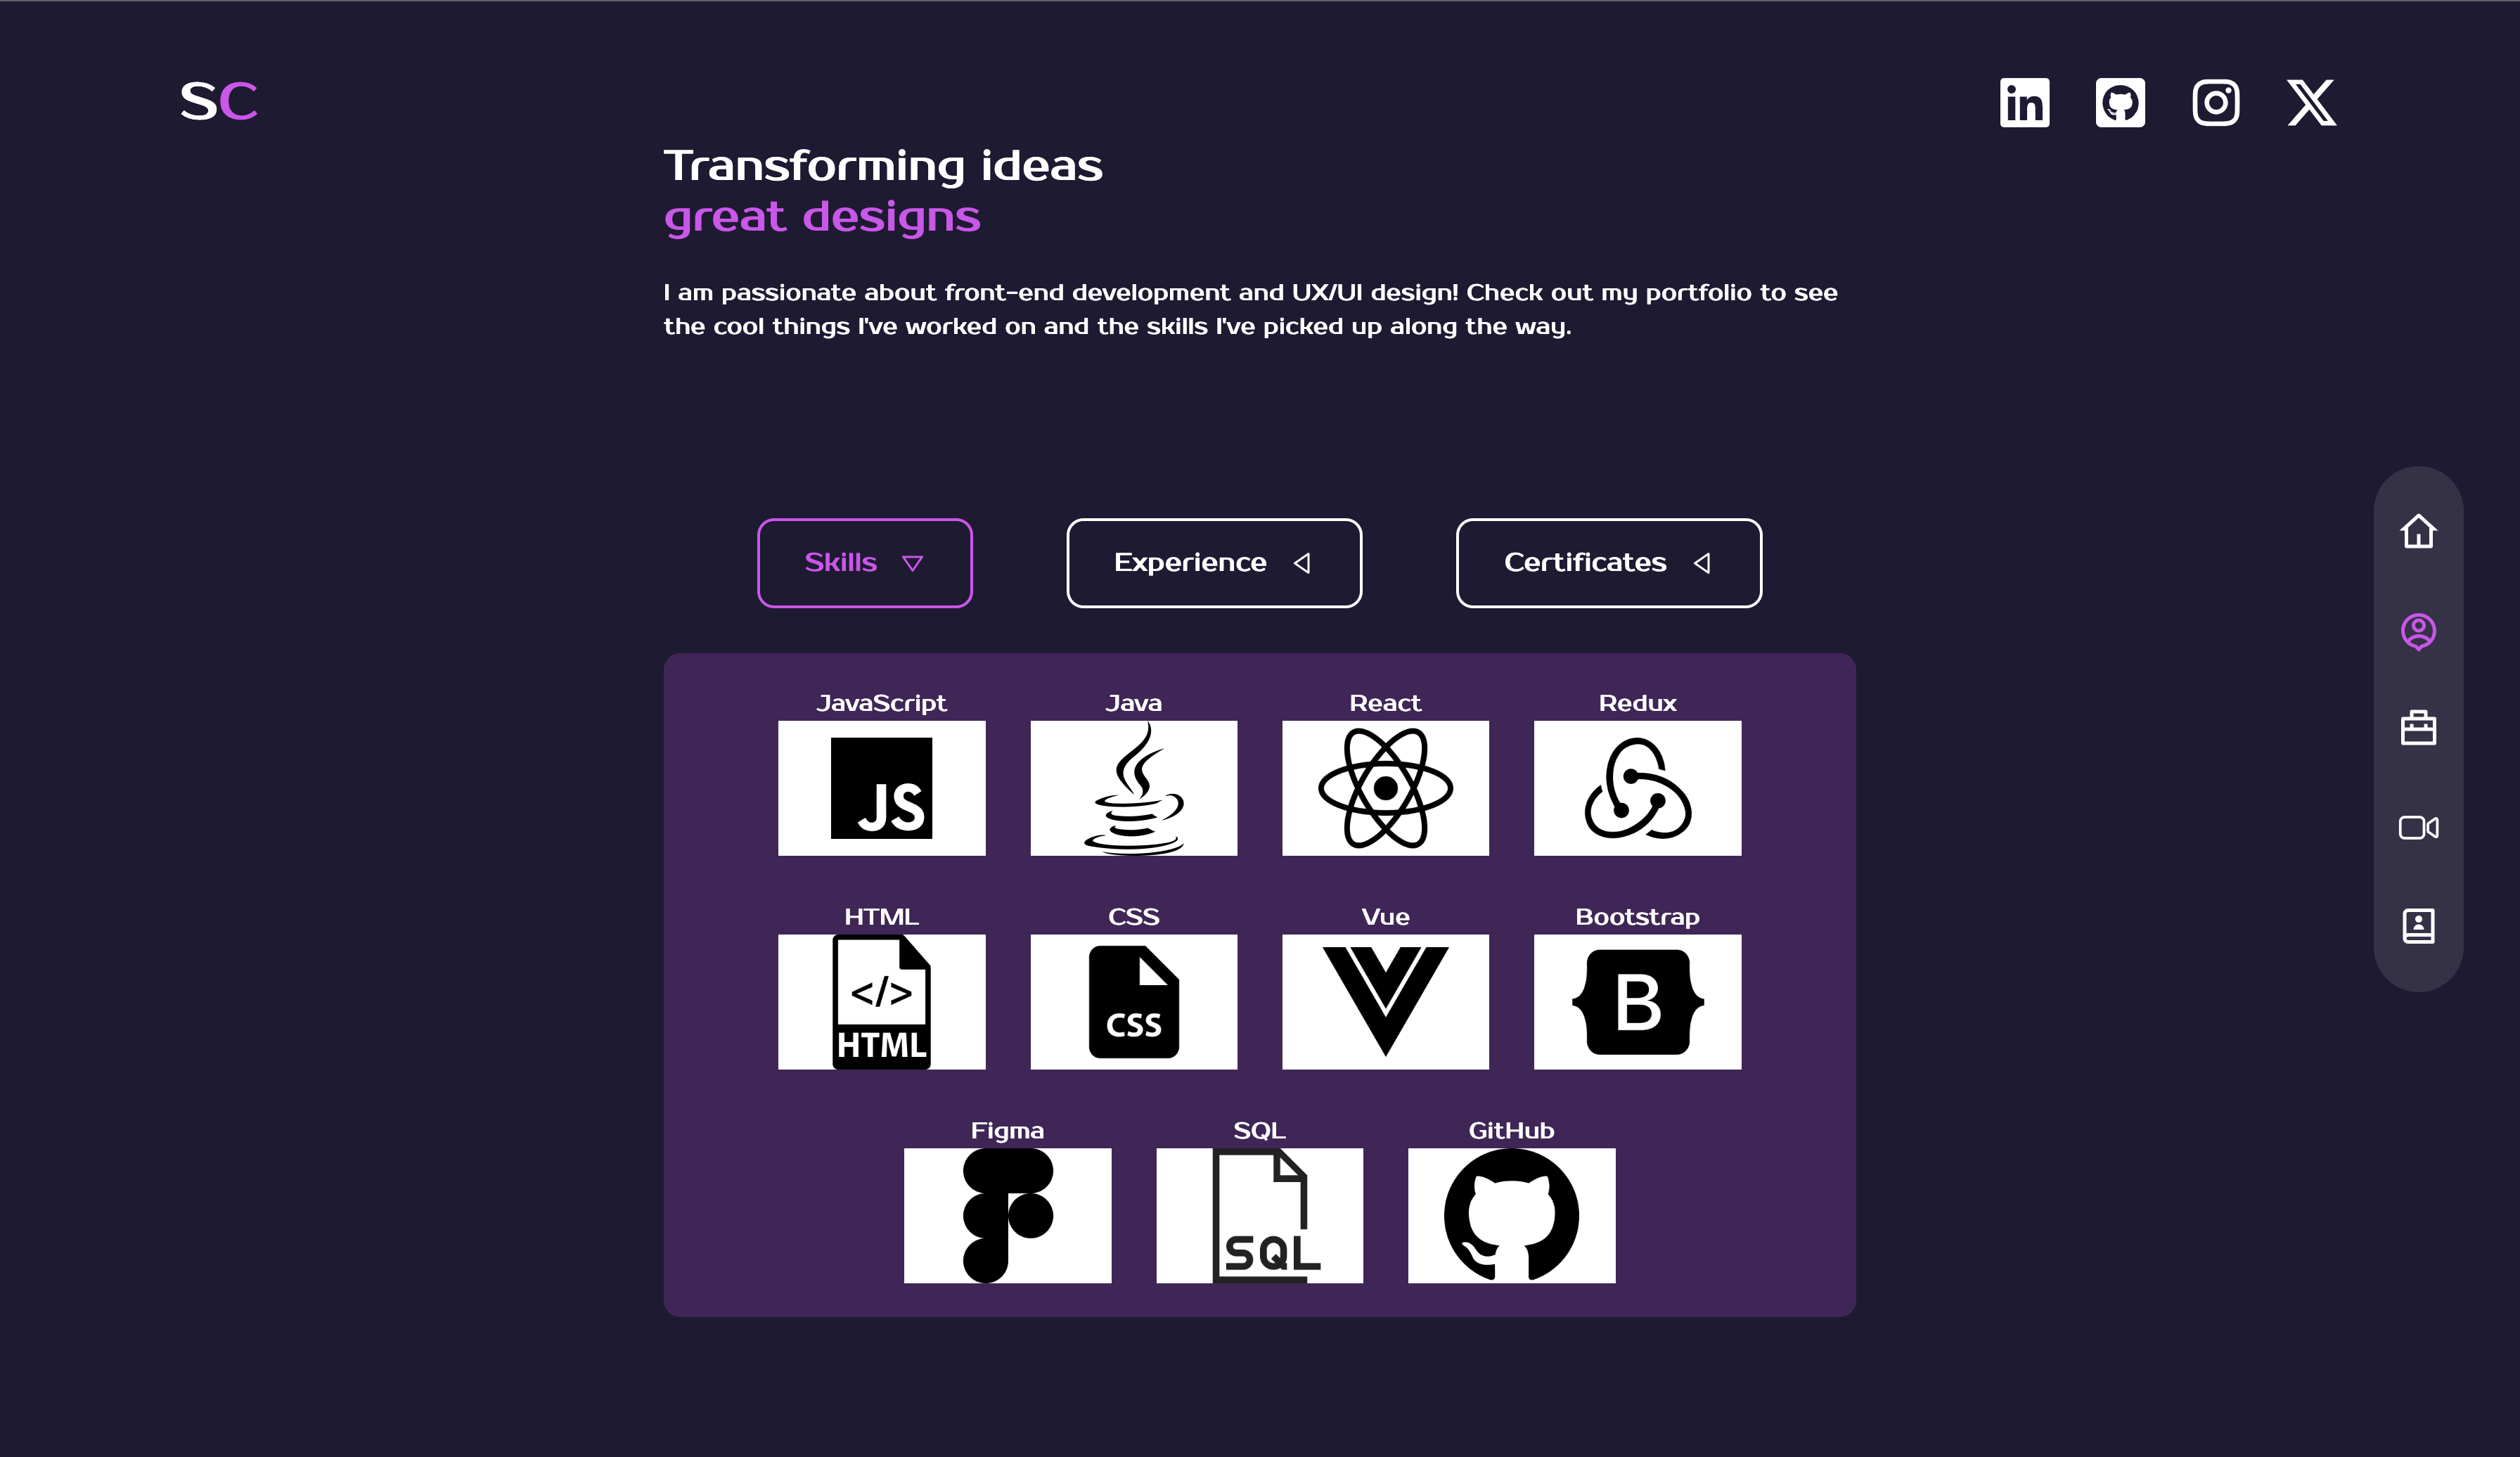 SC
in
Transforming ideas
great designs
I am passionate about front-end development and UX/UI design! Check out my portfolio to see
the cool things I've worked on and the skills I've picked up along the way.
Skills
Experience
Certificates
JavaScript
Java
React
Redux
JS
HTML
CSS
Vue
Bootstrap
</>
HTML
CSS
B
Figma
SQL
GitHub
SQL